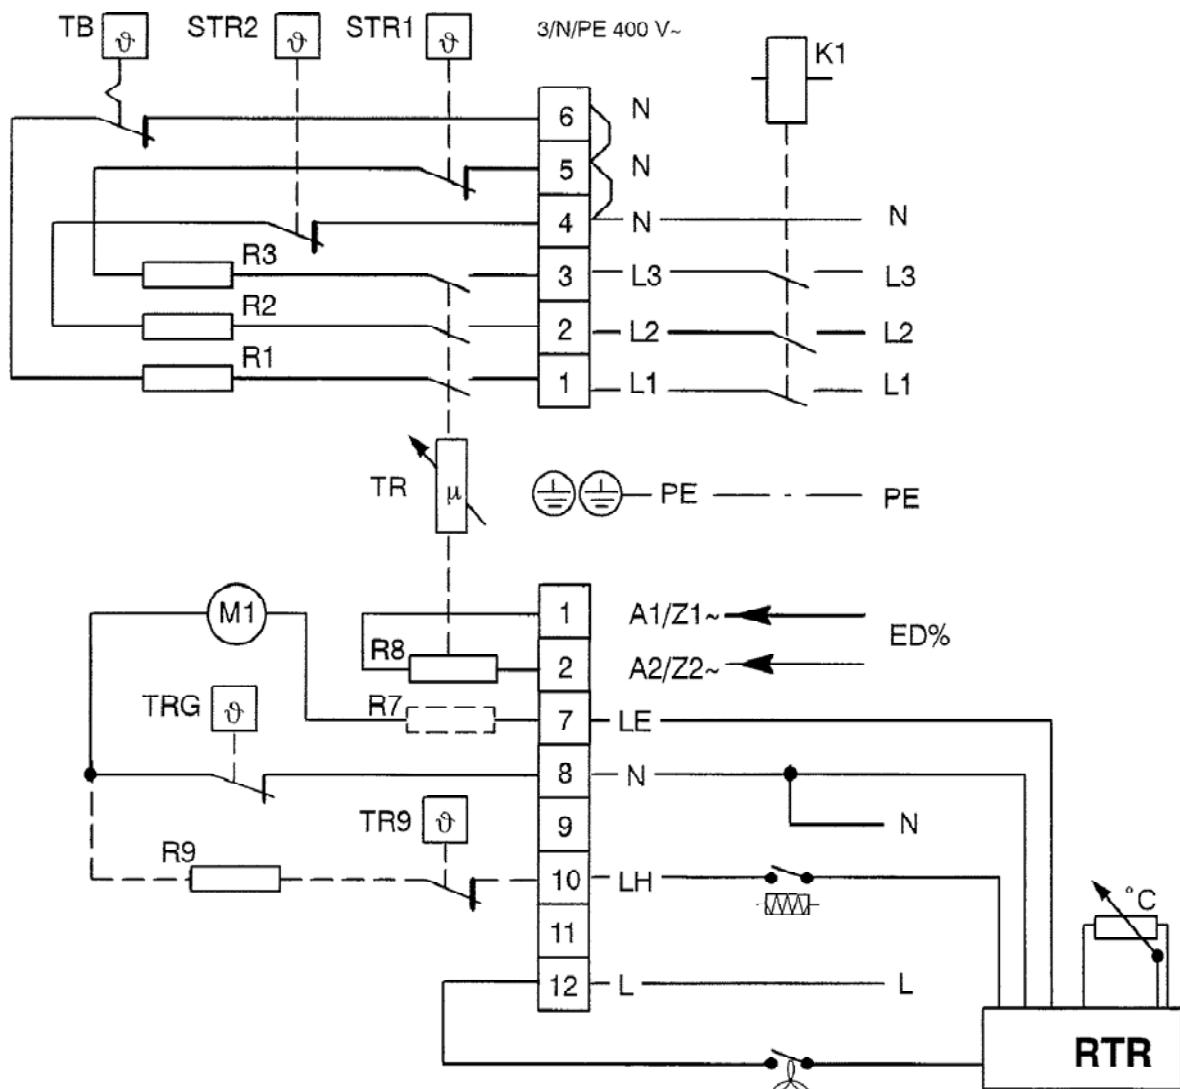 TB ϑ STR2 ϑ STR1 ϑ 3/N/PE 400 V~ K1
6 N
5 N
4 N N
R3 3 L3 L3
R2 2 L2 L2
R1 1 L1 L1
TR μ PE PE
M1 1 A1/Z1~ ED%
R8 2 A2/Z2~
TRG ϑ R7 7 LE
8 N
TR9 ϑ 9 N
R9 10 LH
°C
11
12 L L
RTR